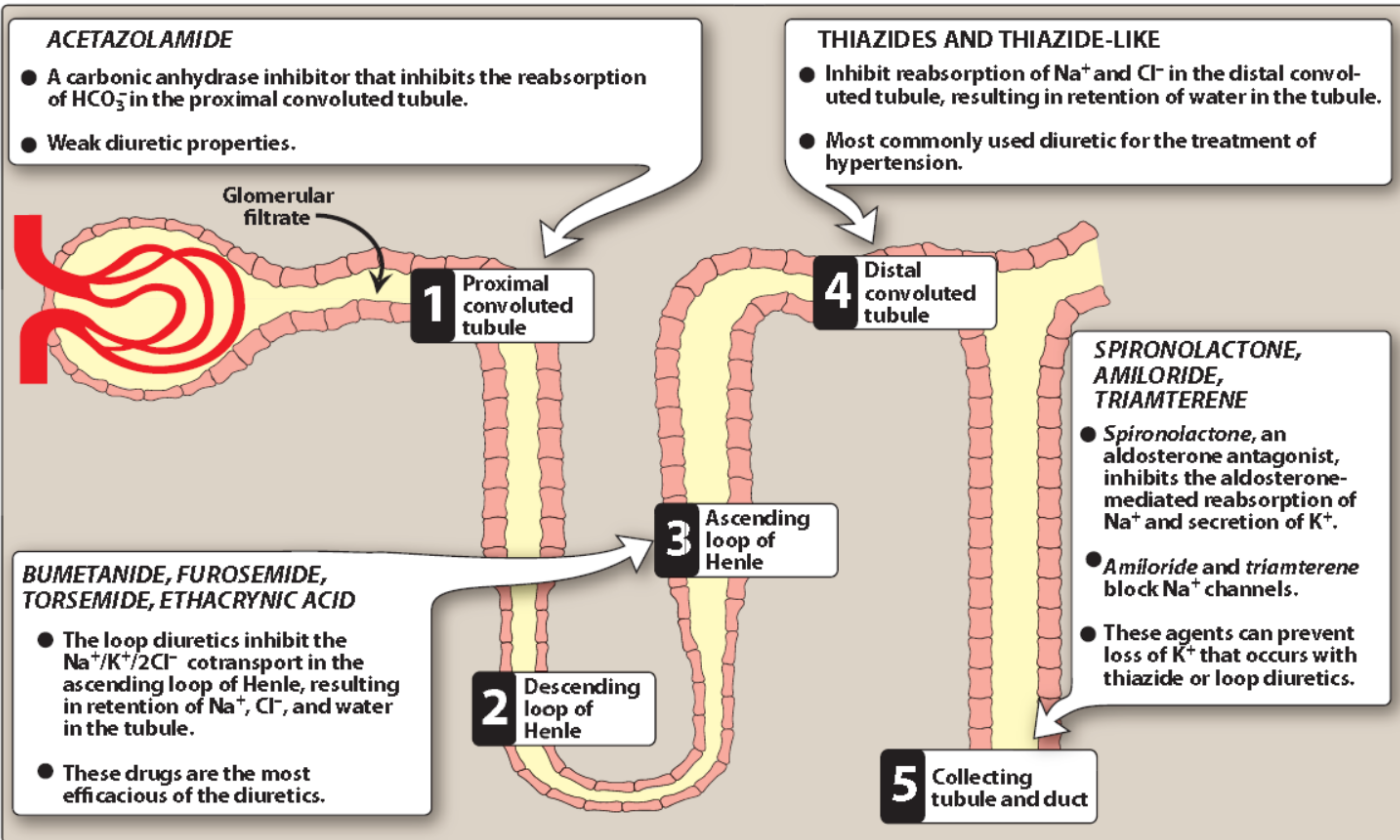 ACETAZOLAMIDE
● A carbonic anhydrase inhibitor that inhibits the reabsorption
of HCO₃⁻ in the proximal convoluted tubule.
● Weak diuretic properties.
THIAZIDES AND THIAZIDE-LIKE
● Inhibit reabsorption of Na⁺ and Cl⁻ in the distal convol-
uted tubule, resulting in retention of water in the tubule.
● Most commonly used diuretic for the treatment of
hypertension.
Glomerular
filtrate
1 Proximal
convoluted
tubule
4 Distal
convoluted
tubule
SPIRONOLACTONE,
AMILORIDE,
TRIAMTERENE
● Spironolactone, an
aldosterone antagonist,
inhibits the aldosterone-
mediated reabsorption of
Na⁺ and secretion of K⁺.
● Amiloride and triamterene
block Na⁺ channels.
● These agents can prevent
loss of K⁺ that occurs with
thiazide or loop diuretics.
3 Ascending
loop of
Henle
BUMETANIDE, FUROSEMIDE,
TORSEMIDE, ETHACRYNIC ACID
● The loop diuretics inhibit the
Na⁺/K⁺/2Cl⁻ cotransport in the
ascending loop of Henle, resulting
in retention of Na⁺, Cl⁻, and water
in the tubule.
● These drugs are the most
efficacious of the diuretics.
2 Descending
loop of
Henle
5 Collecting
tubule and duct